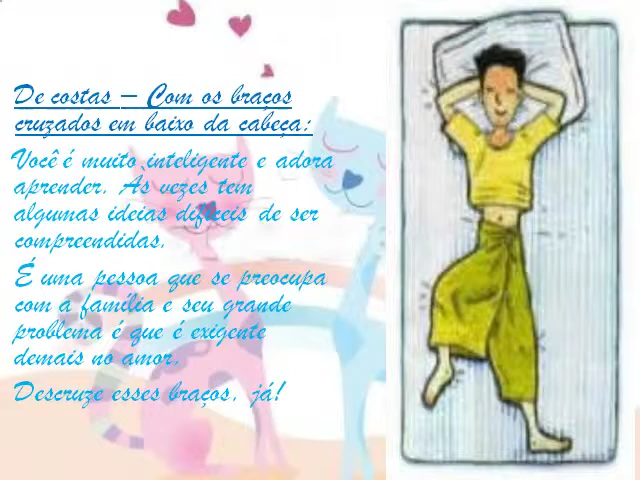 De costas – Com os braços
cruzados em baixo da cabeça:
Você é muito inteligente e adora
aprender. Às vezes tem
algumas ideias difíceis de ser
compreendidas.
É uma pessoa que se preocupa
com a família e seu grande
problema é que é exigente
demais no amor.
Descruze esses braços, já!